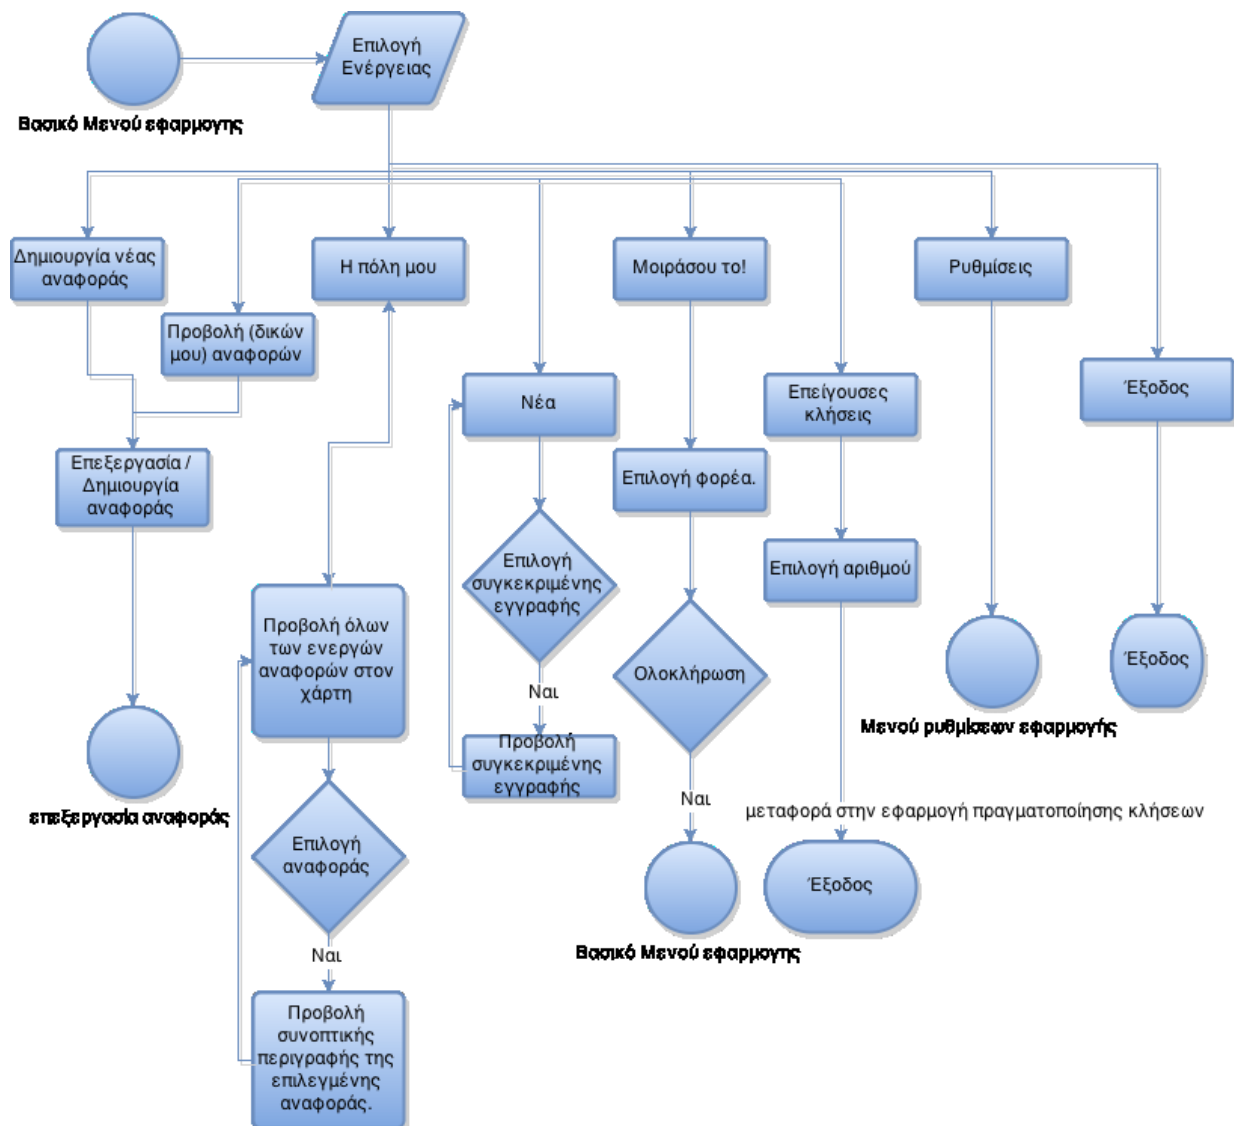 Επιλογή
Ενέργειας
Βασικό Μενού εφαρμογης
Δημιουργία νέας
αναφοράς
Η πόλη μου
Μοιράσου το!
Ρυθμίσεις
Προβολή (δικών
μου) αναφορών
Νέα
Επείγουσες
κλήσεις
Έξοδος
Επεξεργασία /
Δημιουργία
αναφοράς
Επιλογή φορέα.
Επιλογή
συγκεκριμένης
εγγραφής
Επιλογή αριθμού
Προβολή όλων
των ενεργών
αναφορών στον
χάρτη
Ολοκλήρωση
Έξοδος
Ναι
Μενού ρυθμίσεων εφαρμογής
Προβολή
συγκεκριμένης
εγγραφής
επεξεργασία αναφοράς
Ναι
μεταφορά στην εφαρμογή πραγματοποίησης κλήσεων
Επιλογή
αναφοράς
Έξοδος
Βασικό Μενού εφαρμογης
Ναι
Προβολή
συνοπτικής
περιγραφής της
επιλεγμένης
αναφοράς.